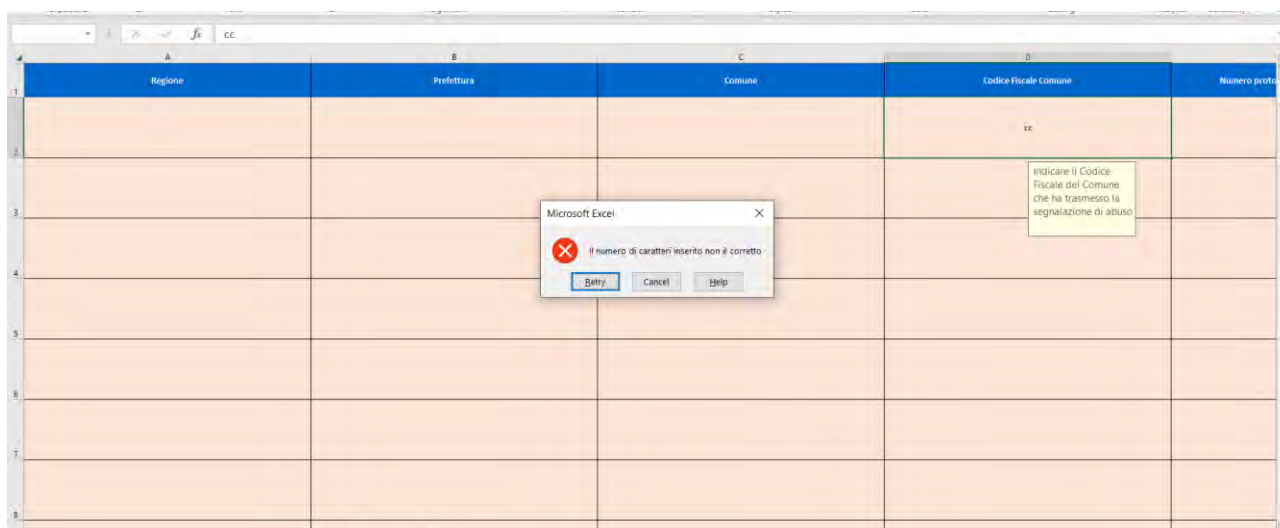 fx cc
A B C D
Regione Prefettura Comune Codice Fiscale Comune Numero proto
1
cc
2
Indicare il Codice
Fiscale del Comune
che ha trasmesso la
segnalazione di abuso
3
Microsoft Excel
Il numero di caratteri inserito non è corretto
Retry Cancel Help
4
5
6
7
8